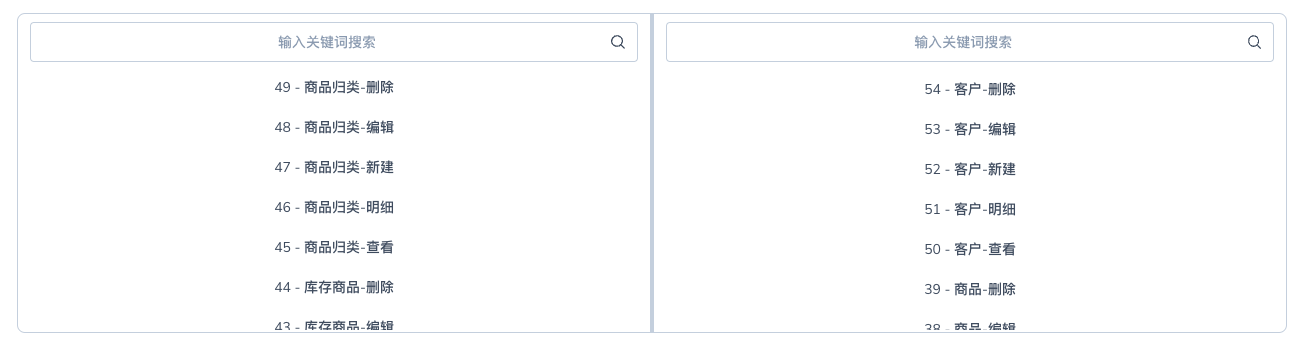 输入关键词搜索
49 - 商品归类-删除
48 - 商品归类-编辑
47 - 商品归类-新建
46 - 商品归类-明细
45 - 商品归类-查看
44 - 库存商品-删除
43 - 库存商品-编辑
输入关键词搜索
54 - 客户-删除
53 - 客户-编辑
52 - 客户-新建
51 - 客户-明细
50 - 客户-查看
39 - 商品-删除
38 - 商品-编辑